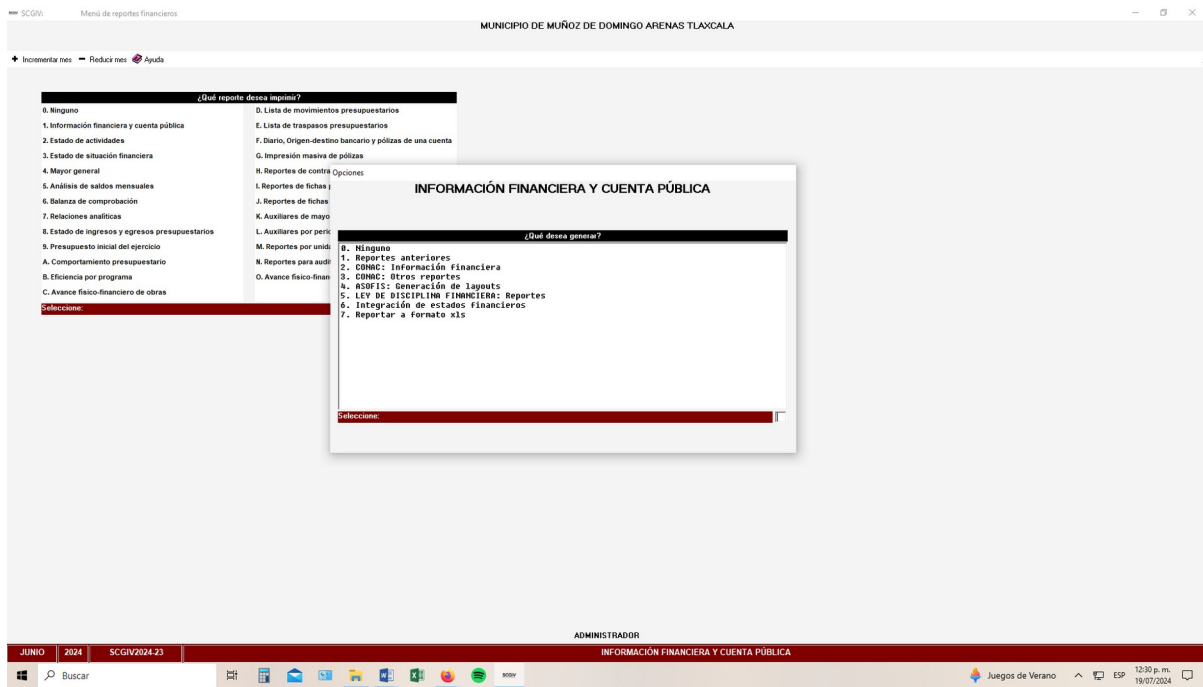 SCGIV: Menú de reportes financieros
MUNICIPIO DE MUÑOZ DE DOMINGO ARENAS TLAXCALA
Incrementar mes Reducir mes Ayuda
¿Qué reporte desea imprimir?
0. Ninguno
1. Información financiera y cuenta pública
2. Estado de actividades
3. Estado de situación financiera
4. Mayor general
5. Análisis de saldos mensuales
6. Balanza de comprobación
7. Relaciones analíticas
8. Estado de ingresos y egresos presupuestarios
9. Presupuesto inicial del ejercicio
A. Comportamiento presupuestario
B. Eficiencia por programa
C. Avance físico-financiero de obras
D. Lista de movimientos presupuestarios
E. Lista de traspasos presupuestarios
F. Diario, Origen-destino bancario y pólizas de una cuenta
G. Impresión masiva de pólizas
H. Reportes de contra
I. Reportes de fichas
J. Reportes de fichas
K. Auxiliares de mayo
L. Auxiliares por perio
M. Reportes por unida
N. Reportes para audi
O. Avance físico-finan
Seleccione:
Opciones
INFORMACIÓN FINANCIERA Y CUENTA PÚBLICA
¿Qué desea generar?
0. Ninguno
1. Reportes anteriores
2. CONAC: Información financiera
3. CONAC: Otros reportes
4. ASOFIS: Generación de layouts
5. LEY DE DISCIPLINA FINANCIERA: Reportes
6. Integración de estados financieros
7. Reportar a formato xls
Seleccione:
ADMINISTRADOR
JUNIO 2024 SCGIV2024-23 INFORMACIÓN FINANCIERA Y CUENTA PÚBLICA
Buscar
Juegos de Verano
ESP
12:30 p. m.
19/07/2024